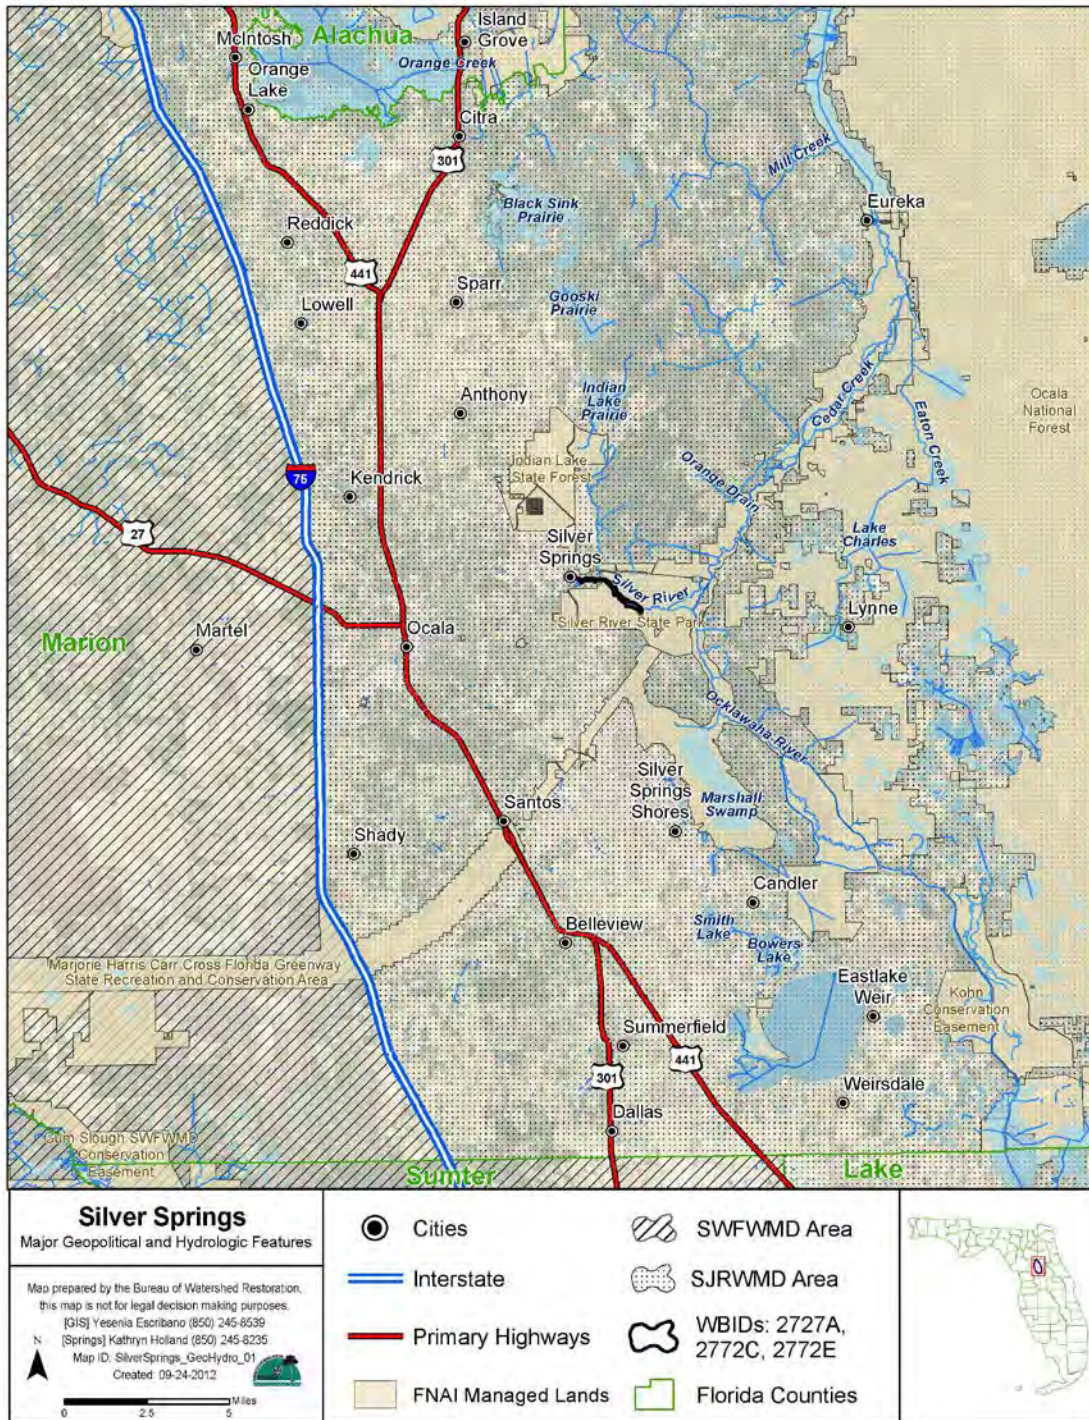 McIntosh
Alachua
Island
Grove
Orange Creek
Orange
Lake
Citra
301
Mill Creek
Black Sink
Prairie
Eureka
Reddick
441
Sparr
Gooski
Prairie
Lowell
Indian
Lake
Prairie
Cedar Creek
Anthony
Ocala
National
Forest
Eaton Creek
Indian Lake
State Forest
Orange Drain
75
Kendrick
27
Lake
Charles
Silver
Springs
Silver River
Lynne
Silver River State Park
Martel
Ocala
Marion
Ocklawaha River
Silver
Springs
Shores
Marshall
Swamp
Santos
Shady
Candler
Smith
Lake
Belleview
Bowers
Lake
Marjorie Harris Carr Cross Florida Greenway
State Recreation and Conservation Area
Eastlake
Weir
Kohn
Conservation
Easement
Summerfield
441
301
Weirsdale
Dallas
Gum Slough SWFWMD
Conservation
Easement
Sumter
Lake
Silver Springs
Major Geopolitical and Hydrologic Features
Map prepared by the Bureau of Watershed Restoration,
this map is not for legal decision making purposes.
[GIS] Yesenia Escribano (850) 245-8539
[Springs] Kathryn Holland (850) 245-8235
Map ID: SilverSprings_GeoHydro_01
Created: 09-24-2012
N
Miles
0 2.5 5
Cities
Interstate
Primary Highways
FNAI Managed Lands
SWFWMD Area
SJRWMD Area
WBIDs: 2727A,
2772C, 2772E
Florida Counties